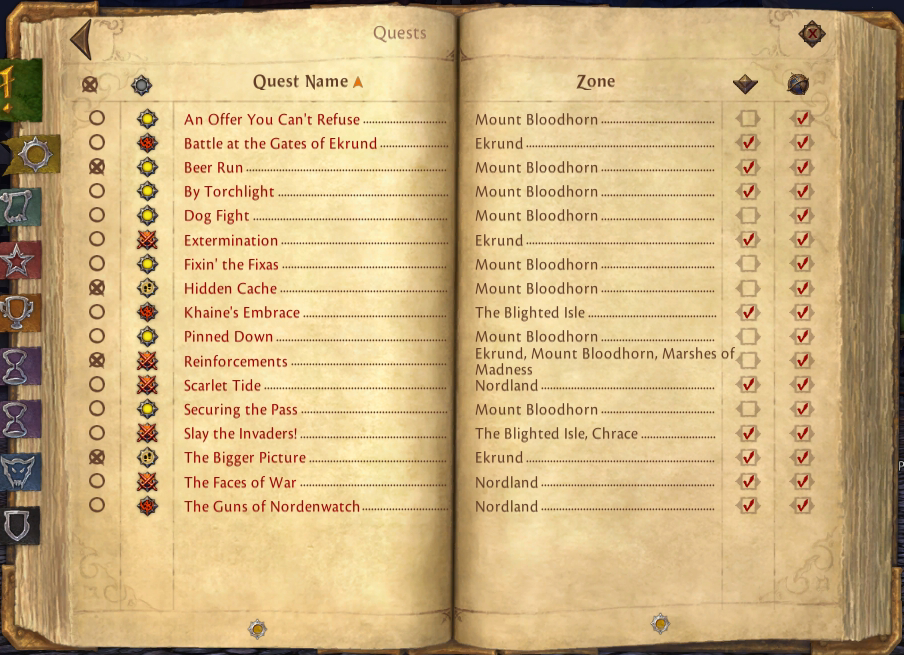 Quests
Quest Name Zone
An Offer You Can't Refuse Mount Bloodhorn
Battle at the Gates of Ekrund Ekrund
Beer Run Mount Bloodhorn
By Torchlight Mount Bloodhorn
Dog Fight Mount Bloodhorn
Extermination Ekrund
Fixin' the Fixas Mount Bloodhorn
Hidden Cache Mount Bloodhorn
Khaine's Embrace The Blighted Isle
Pinned Down Mount Bloodhorn
Reinforcements Ekrund, Mount Bloodhorn, Marshes of
Madness
Scarlet Tide Nordland
Securing the Pass Mount Bloodhorn
Slay the Invaders! The Blighted Isle, Chrace
The Bigger Picture Ekrund
The Faces of War Nordland
The Guns of Nordenwatch Nordland